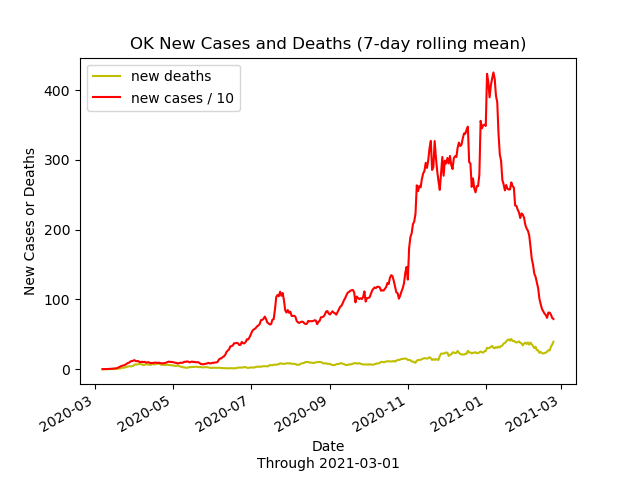 OK New Cases and Deaths (7-day rolling mean)
new deaths
new cases / 10
New Cases or Deaths
400
300
200
100
0
2020-03
2020-05
2020-07
2020-09
2020-11
2021-01
2021-03
Date
Through 2021-03-01